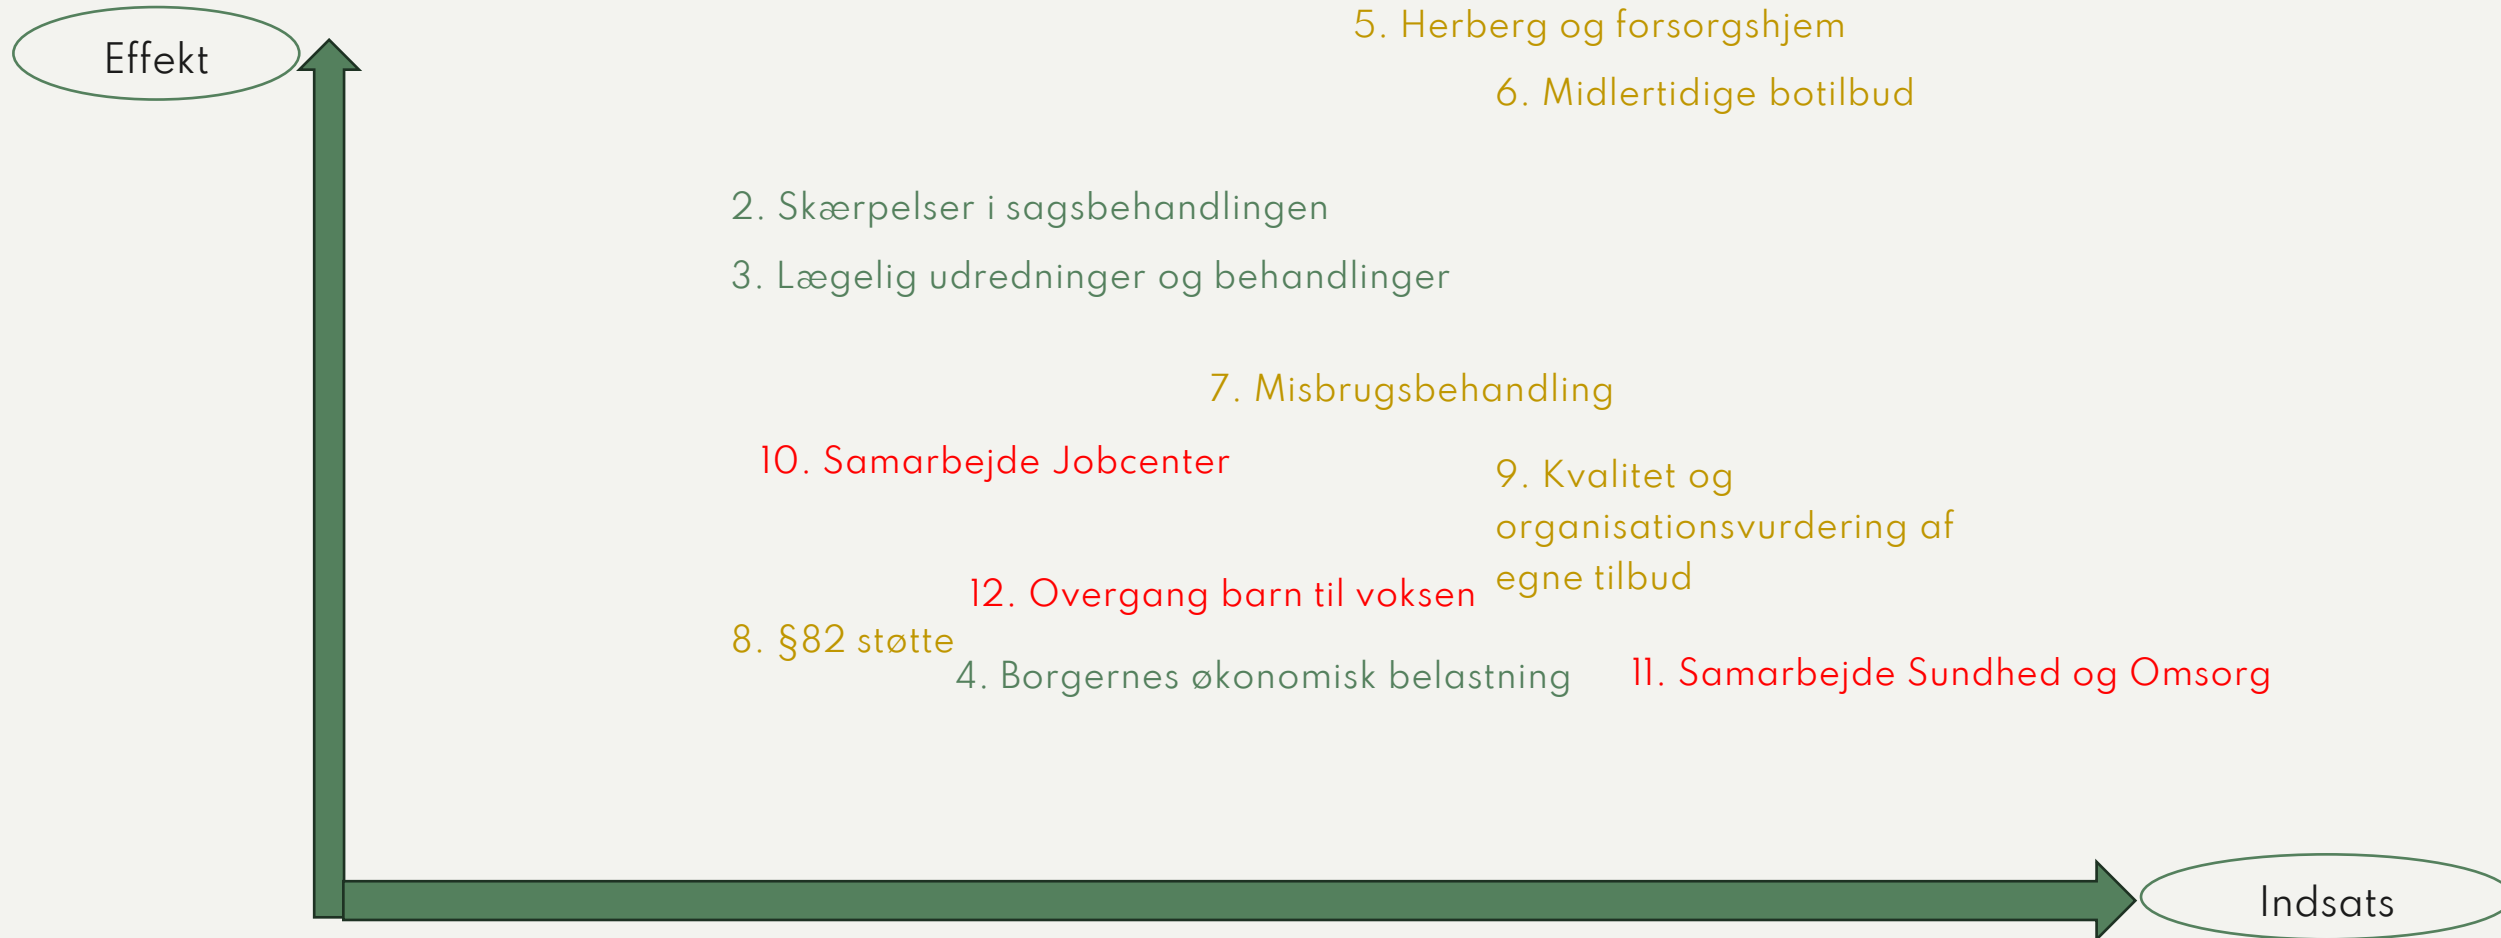 5. Herberg og forsorgshjem
Effekt
6. Midlertidige botilbud
2. Skærpelser i sagsbehandlingen
3. Lægelig udredninger og behandlinger
7. Misbrugsbehandling
10. Samarbejde Jobcenter
9. Kvalitet og
organisationsvurdering af
egne tilbud
12. Overgang barn til voksen
8. §82 støtte
4. Borgernes økonomisk belastning
11. Samarbejde Sundhed og Omsorg
Indsats